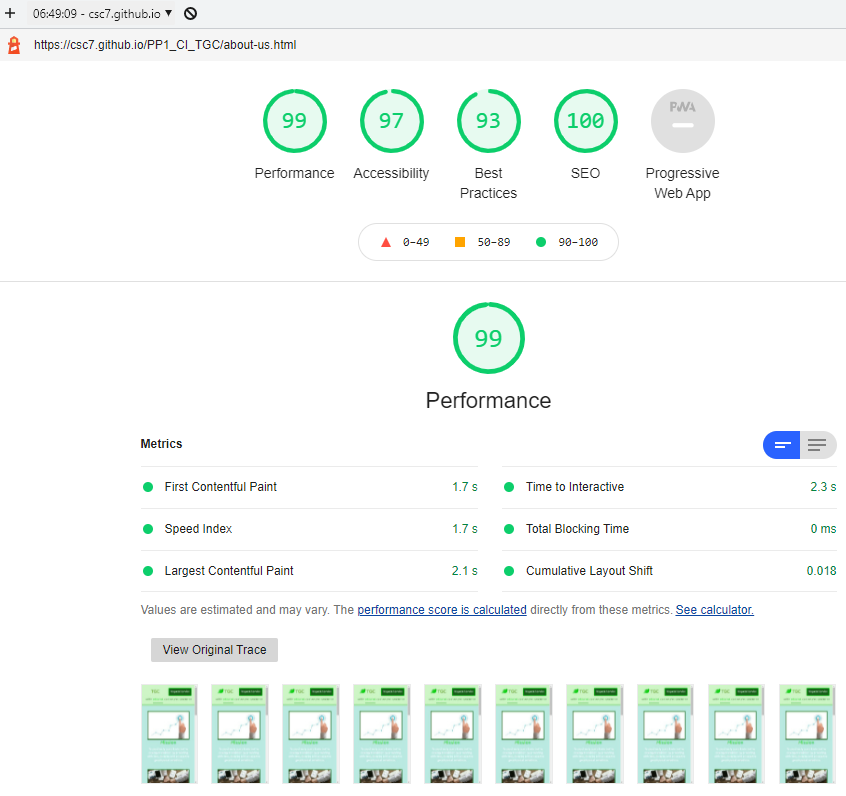 06:49:09 - csc7.github.io
https://csc7.github.io/PP1_CI_TGC/about-us.html
99 97 93 100 PWA
Performance Accessibility Best Practices SEO Progressive Web App
0–49 50–89 90–100
99
Performance
Metrics
First Contentful Paint 1.7 s Time to Interactive 2.3 s
Speed Index 1.7 s Total Blocking Time 0 ms
Largest Contentful Paint 2.1 s Cumulative Layout Shift 0.018
Values are estimated and may vary. The performance score is calculated directly from these metrics. See calculator.
View Original Trace